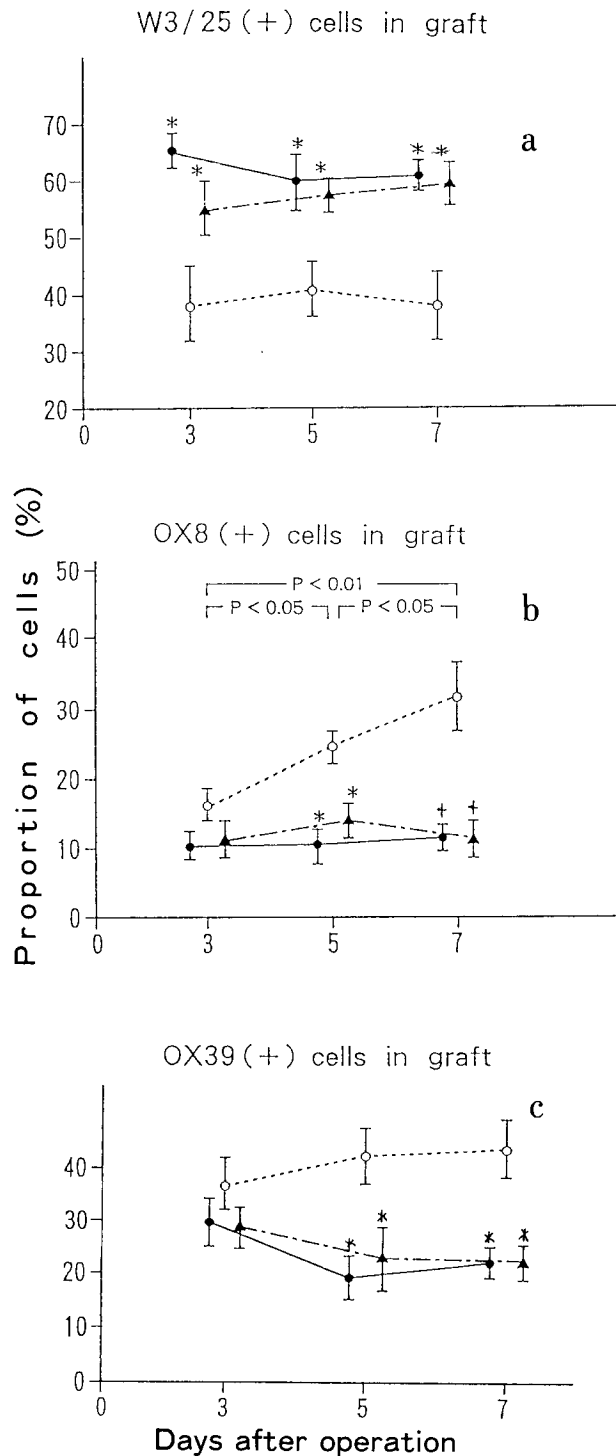 W3/25 (+) cells in graft
a
70
60
50
40
30
20
0
3
5
7
* * * * * *
Proportion of cells (%)
OX8 (+) cells in graft
b
50
40
30
20
10
0
0
3
5
7
P < 0.01
P < 0.05 P < 0.05
* * + +
OX39 (+) cells in graft
c
40
30
20
10
0
0
3
5
7
* * * *
Days after operation